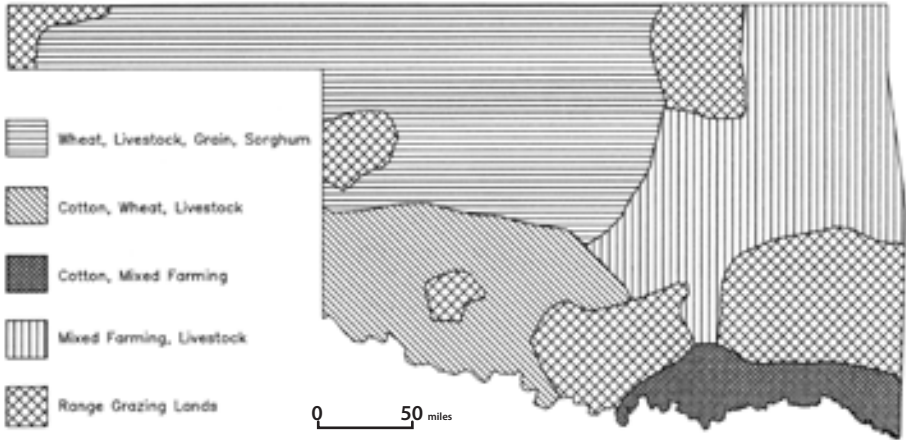 Wheat, Livestock, Grain, Sorghum
Cotton, Wheat, Livestock
Cotton, Mixed Farming
Mixed Farming, Livestock
Range Grazing Lands
0 50 miles